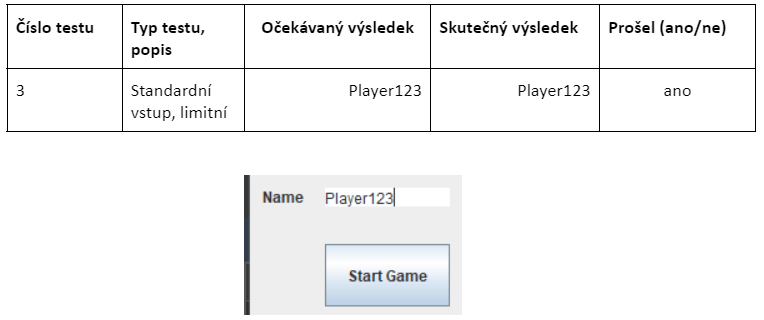 Číslo testu
Typ testu, popis
Očekávaný výsledek
Skutečný výsledek
Prošel (ano/ne)
3
Standardní vstup, limitní
Player123
Player123
ano
Name Player123
Start Game